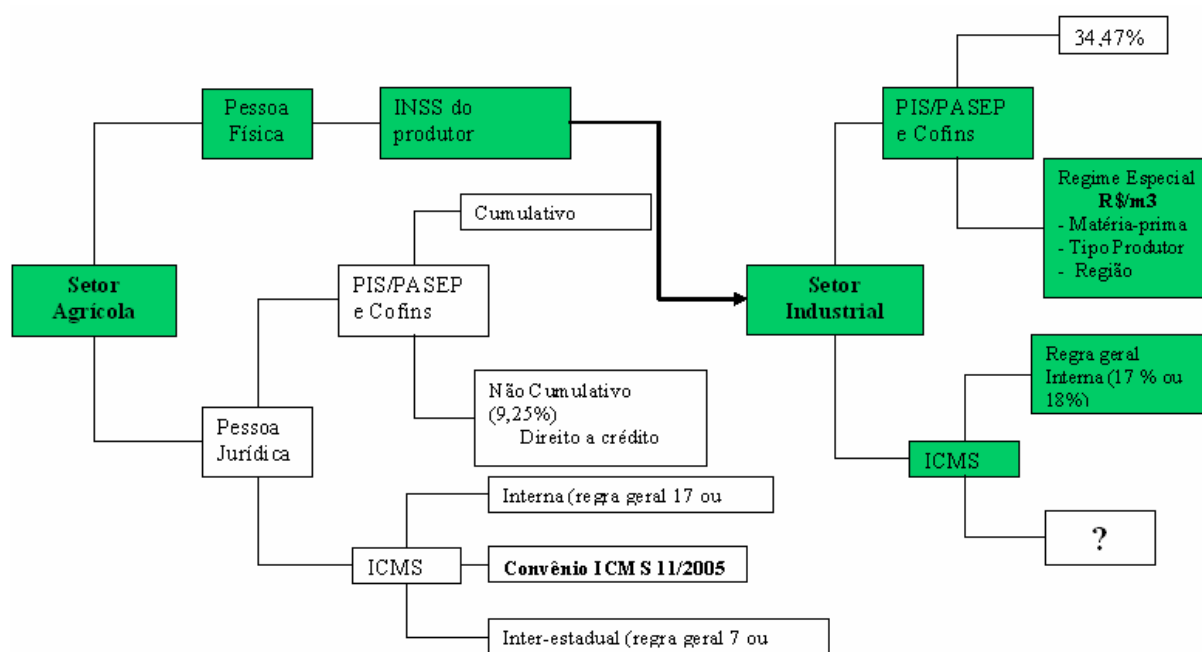 34,47%
Pessoa
Física
INSS do
produtor
PIS/PASEP
e Cofins
Regime Especial
R$/m3
- Matéria-prima
- Tipo Produtor
- Região
Cumulativo
Setor
Agrícola
PIS/PASEP
e Cofins
Setor
Industrial
Regra geral
Interna (17 % ou
18%)
Não Cumulativo
(9,25%)
Direito a crédito
Pessoa
Jurídica
ICMS
Interna (regra geral 17 ou
?
ICMS
Convênio ICM S 11/2005
Inter-estadual (regra geral 7 ou